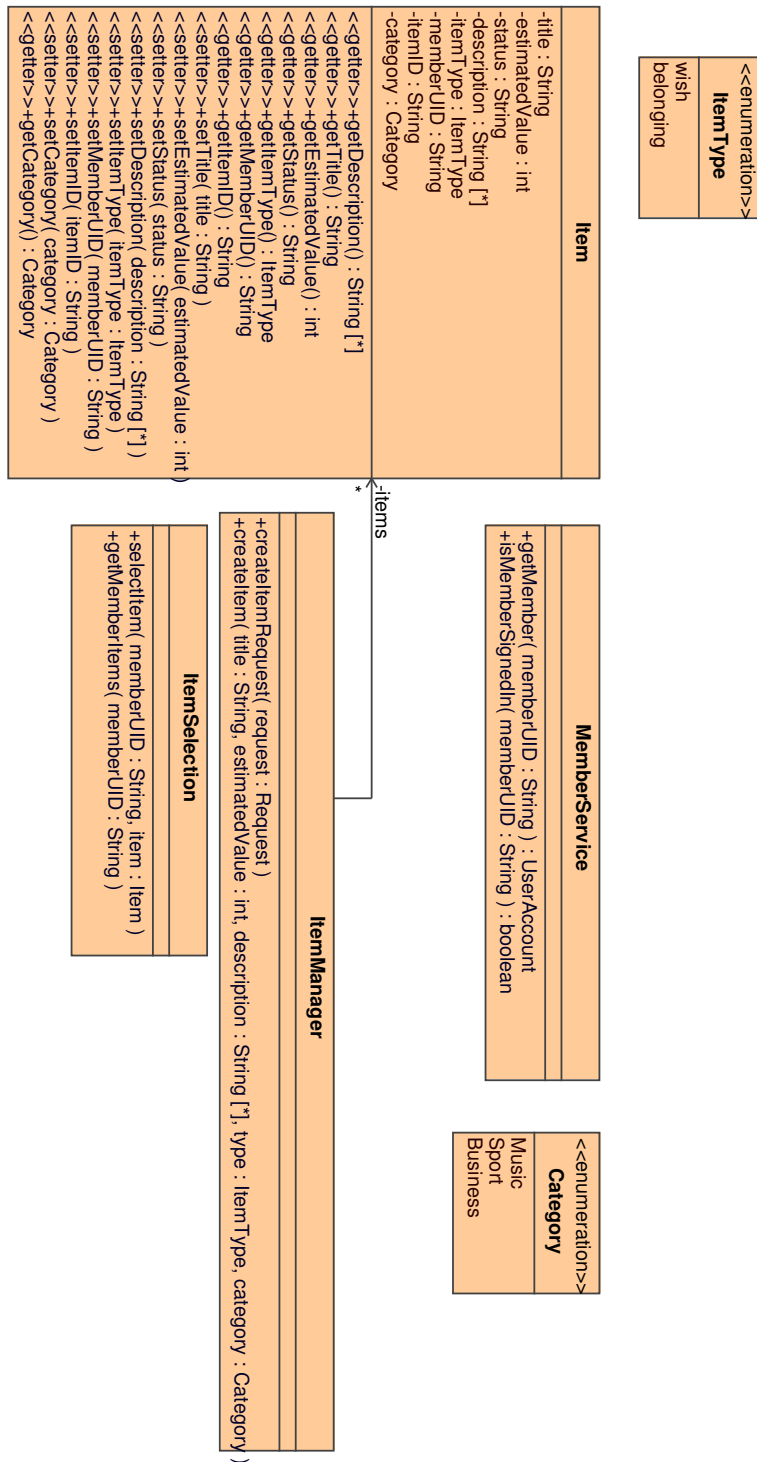 <<enumeration>>
ItemType
wish
belonging
Item
-title : String
-estimatedValue : int
-status : String
-description : String [*]
-itemType : ItemType
-memberUID : String
-itemID : String
-category : Category
<<getter>>+getDescription() : String [*]
<<getter>>+getTitle() : String
<<getter>>+getEstimatedValue() : int
<<getter>>+getStatus() : String
<<getter>>+getItemType() : ItemType
<<getter>>+getMemberUID() : String
<<getter>>+getItemID() : String
<<setter>>+setTitle( title : String )
<<setter>>+setEstimatedValue( estimatedValue : int )
<<setter>>+setStatus( status : String )
<<setter>>+setDescription( description : String [*] )
<<setter>>+setItemType( itemType : ItemType )
<<setter>>+setMemberUID( memberUID : String )
<<setter>>+setItemID( itemID : String )
<<setter>>+setCategory( category : Category )
<<getter>>+getCategory() : Category
-items
*
MemberService
+getMember( memberUID : String ) : UserAccount
+isMemberSignedIn( memberUID : String ) : boolean
<<enumeration>>
Category
Music
Sport
Business
ItemManager
+createItemRequest( request : Request )
+createItem( title : String, estimatedValue : int, description : String [*], type : ItemType, category : Category )
ItemSelection
+selectItem( memberUID : String, item : Item )
+getMemberItems( memberUID : String )